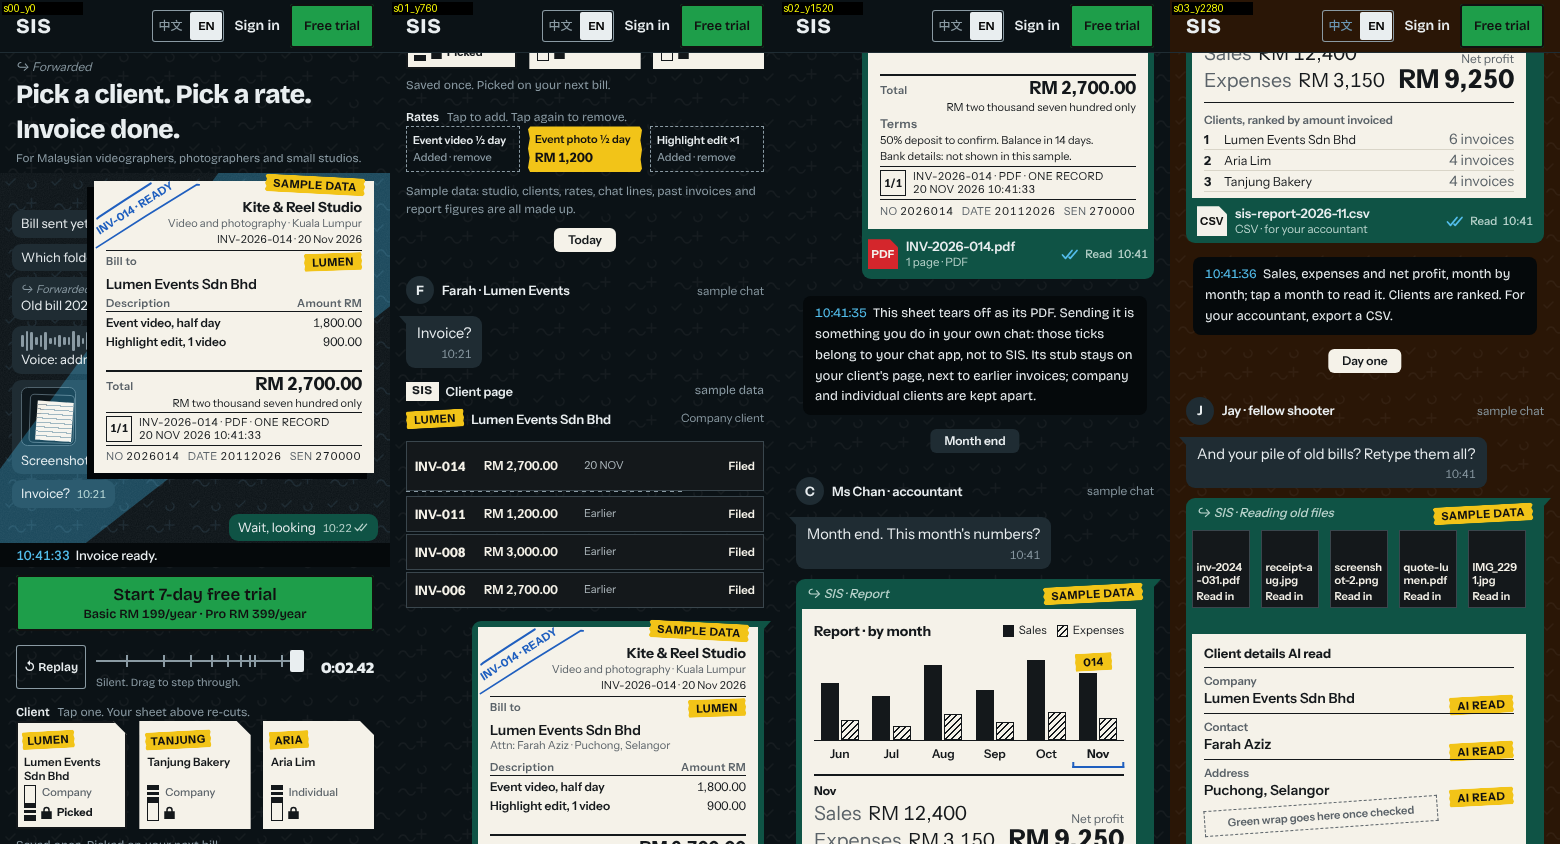 s00_y0
SIS
中文 EN Sign in Free trial
↪ Forwarded
Pick a client. Pick a rate.
Invoice done.
For Malaysian videographers, photographers and small studios.
SAMPLE DATA
INV-014 · READY
Kite & Reel Studio
Video and photography · Kuala Lumpur
INV-2026-014 · 20 Nov 2026
Bill sent yet
Which fold
↪ Forwarded
Old bill 202
Voice: addr
Screenshot
Bill to LUMEN
Lumen Events Sdn Bhd
Description Amount RM
Event video, half day 1,800.00
Highlight edit, 1 video 900.00
Total RM 2,700.00
RM two thousand seven hundred only
1/1 INV-2026-014 · PDF · ONE RECORD
20 NOV 2026 10:41:33
NO 2026014 DATE 20112026 SEN 270000
Invoice? 10:21
Wait, looking 10:22
10:41:33 Invoice ready.
Start 7-day free trial
Basic RM 199/year · Pro RM 399/year
Replay
Silent. Drag to step through.
0:02.42
Client Tap one. Your sheet above re-cuts.
LUMEN
Lumen Events
Sdn Bhd
Company
Picked
TANJUNG
Tanjung Bakery
Company
ARIA
Aria Lim
Individual
Saved once. Picked on your next bill.
s01_y760
SIS
中文 EN Sign in Free trial
Picked
Saved once. Picked on your next bill.
Rates Tap to add. Tap again to remove.
Event video ½ day
Added · remove
Event photo ½ day
RM 1,200
Highlight edit ×1
Added · remove
Sample data: studio, clients, rates, chat lines, past invoices and
report figures are all made up.
Today
F Farah · Lumen Events sample chat
Invoice?
10:21
SIS Client page sample data
LUMEN Lumen Events Sdn Bhd Company client
INV-014 RM 2,700.00 20 NOV Filed
INV-011 RM 1,200.00 Earlier Filed
INV-008 RM 3,000.00 Earlier Filed
INV-006 RM 2,700.00 Earlier Filed
SAMPLE DATA
INV-014 · READY
Kite & Reel Studio
Video and photography · Kuala Lumpur
INV-2026-014 · 20 Nov 2026
Bill to LUMEN
Lumen Events Sdn Bhd
Attn: Farah Aziz · Puchong, Selangor
Description Amount RM
Event video, half day 1,800.00
Highlight edit, 1 video 900.00
RM 2,700.00
s02_y1520
SIS
中文 EN Sign in Free trial
Total RM 2,700.00
RM two thousand seven hundred only
Terms
50% deposit to confirm. Balance in 14 days.
Bank details: not shown in this sample.
1/1 INV-2026-014 · PDF · ONE RECORD
20 NOV 2026 10:41:33
NO 2026014 DATE 20112026 SEN 270000
PDF INV-2026-014.pdf
1 page · PDF
Read 10:41
10:41:35 This sheet tears off as its PDF. Sending it is
something you do in your own chat: those ticks
belong to your chat app, not to SIS. Its stub stays on
your client's page, next to earlier invoices; company
and individual clients are kept apart.
Month end
C Ms Chan · accountant sample chat
Month end. This month's numbers?
10:41
↪ SIS · Report SAMPLE DATA
Report · by month Sales Expenses
014
Jun Jul Aug Sep Oct Nov
Nov
Sales RM 12,400
Net profit
Expenses RM 3,150 RM 9,250
s03_y2280
SIS
中文 EN Sign in Free trial
Sales RM 12,400
Net profit
Expenses RM 3,150 RM 9,250
Clients, ranked by amount invoiced
1 Lumen Events Sdn Bhd 6 invoices
2 Aria Lim 4 invoices
3 Tanjung Bakery 4 invoices
CSV sis-report-2026-11.csv
CSV · for your accountant
Read 10:41
10:41:36 Sales, expenses and net profit, month by
month; tap a month to read it. Clients are ranked. For
your accountant, export a CSV.
Day one
J Jay · fellow shooter sample chat
And your pile of old bills? Retype them all?
10:41
↪ SIS · Reading old files SAMPLE DATA
inv-2024
-031.pdf
Read in
receipt-a
ug.jpg
Read in
screensh
ot-2.png
Read in
quote-lu
men.pdf
Read in
IMG_229
1.jpg
Read in
Client details AI read
Company
Lumen Events Sdn Bhd AI READ
Contact
Farah Aziz AI READ
Address
Puchong, Selangor AI READ
Green wrap goes here once checked